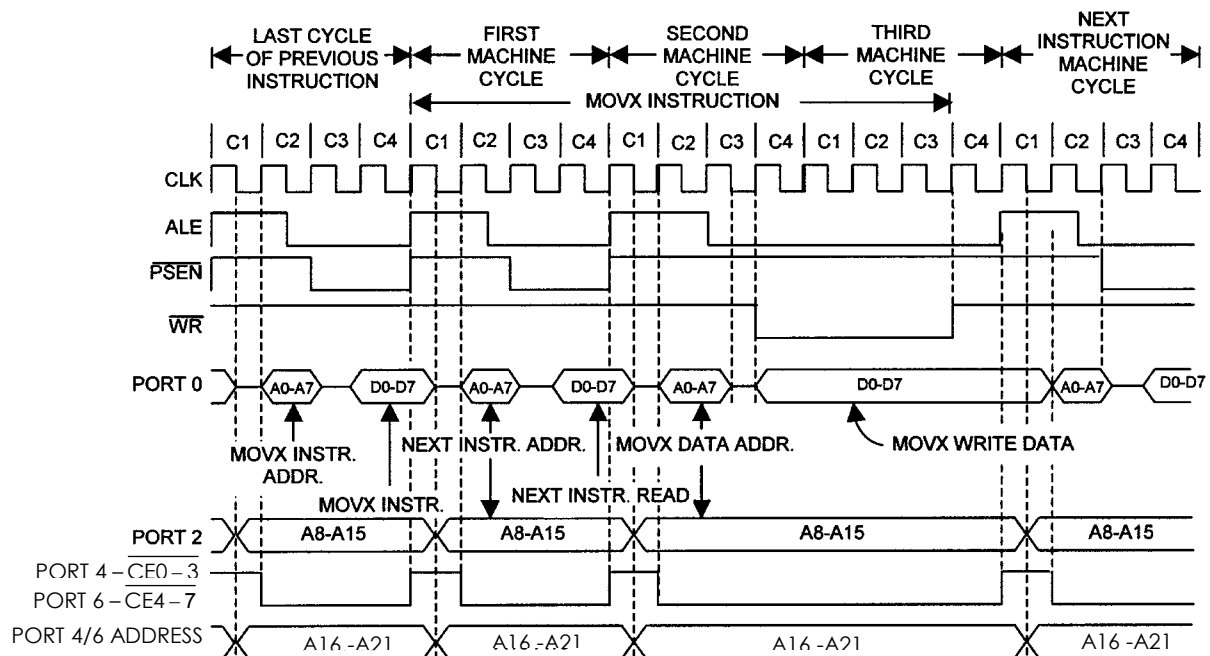 LAST CYCLE OF PREVIOUS INSTRUCTION
FIRST MACHINE CYCLE
SECOND MACHINE CYCLE
THIRD MACHINE CYCLE
NEXT INSTRUCTION MACHINE CYCLE
MOVX INSTRUCTION
C1 C2 C3 C4 C1 C2 C3 C4 C1 C2 C3 C4 C1 C2 C3 C4 C1 C2 C3 C4
CLK
ALE
PSEN
WR
PORT 0 A0-A7 D0-D7 A0-A7 D0-D7 A0-A7 D0-D7 A0-A7 D0-D7
MOVX INSTR. ADDR.
NEXT INSTR. ADDR.
MOVX DATA ADDR.
MOVX WRITE DATA
MOVX INSTR.
NEXT INSTR. READ
PORT 2 A8-A15 A8-A15 A8-A15 A8-A15
PORT 4 – CE0 – 3
PORT 6 – CE4 – 7
PORT 4/6 ADDRESS A16 -A21 A16 -A21 A16 -A21 A16 -A21